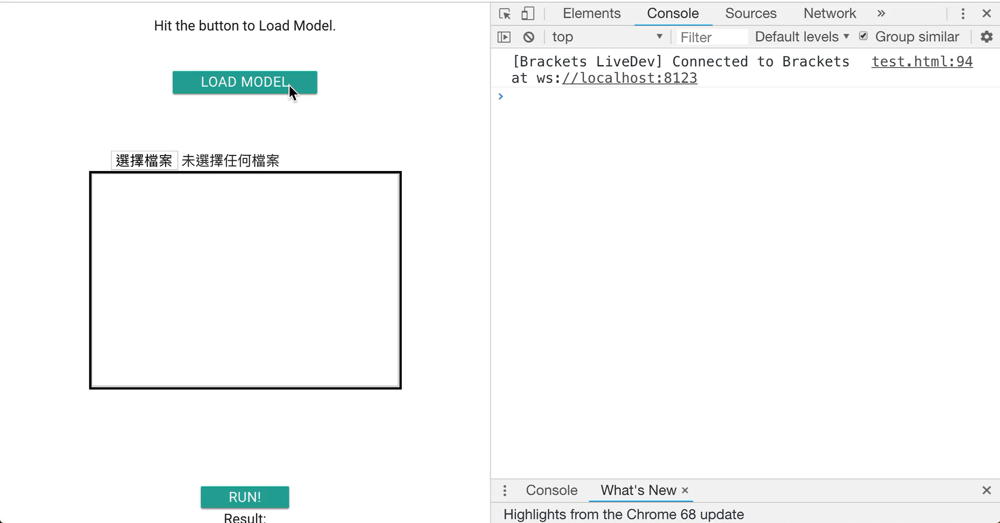 Hit the button to Load Model.
LOAD MODEL
選擇檔案 未選擇任何檔案
RUN!
Result:
Elements Console Sources Network »
top ▼ Filter Default levels ▼ Group similar
[Brackets LiveDev] Connected to Brackets test.html:94
at ws://localhost:8123
›
Console What's New ×
Highlights from the Chrome 68 update